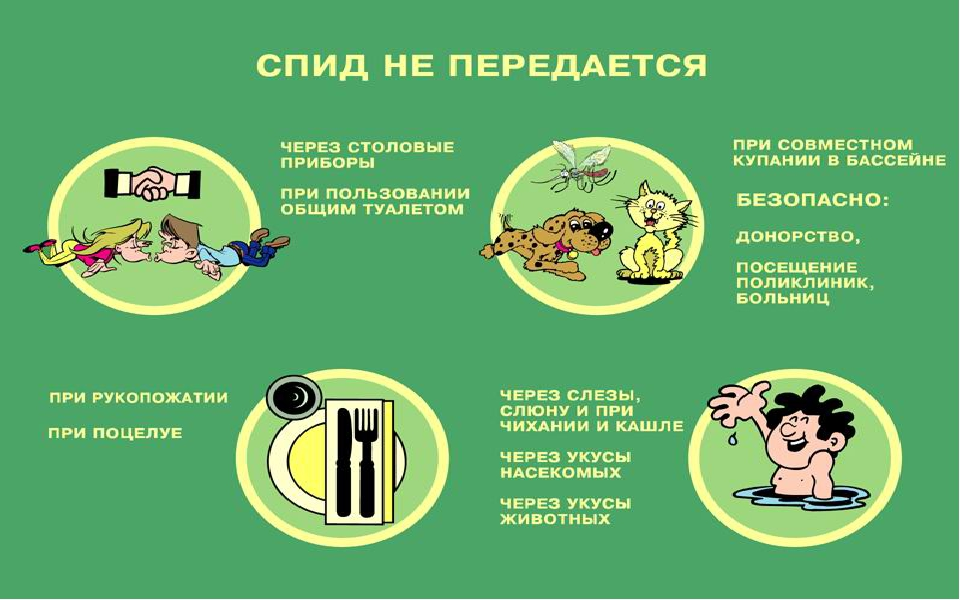 СПИД НЕ ПЕРЕДАЕТСЯ
ЧЕРЕЗ СТОЛОВЫЕ
ПРИБОРЫ
ПРИ ПОЛЬЗОВАНИИ
ОБЩИМ ТУАЛЕТОМ
ПРИ СОВМЕСТНОМ
КУПАНИИ В БАССЕЙНЕ
БЕЗОПАСНО:
ДОНОРСТВО,
ПОСЕЩЕНИЕ
ПОЛИКЛИНИК,
БОЛЬНИЦ
ПРИ РУКОПОЖАТИИ
ПРИ ПОЦЕЛУЕ
ЧЕРЕЗ СЛЕЗЫ,
СЛЮНУ И ПРИ
ЧИХАНИИ И КАШЛЕ
ЧЕРЕЗ УКУСЫ
НАСЕКОМЫХ
ЧЕРЕЗ УКУСЫ
ЖИВОТНЫХ